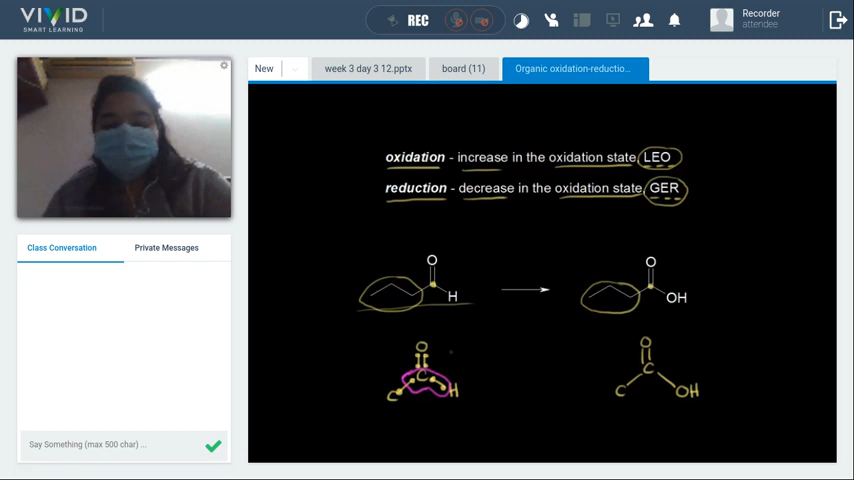 VIVID
SMART LEARNING
REC
Recorder
attendee
New
week 3 day 3 12.pptx
board (11)
Organic oxidation-reductio...
oxidation - increase in the oxidation state LEO
reduction - decrease in the oxidation state GER
O
H
O
OH
O
C
C H
O
C
C OH
Class Conversation
Private Messages
Say Something (max 500 char) ...